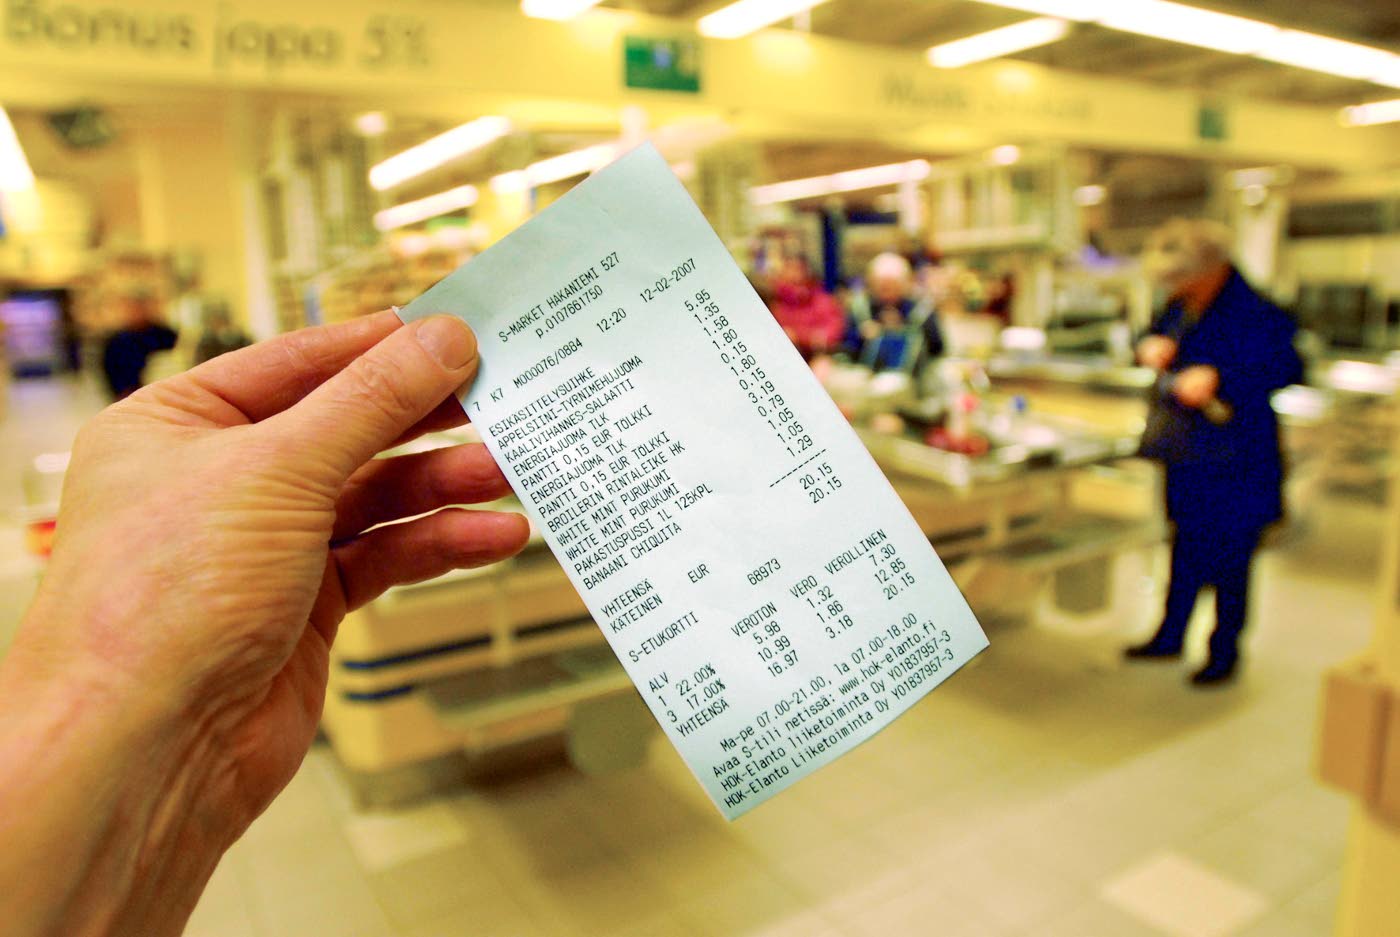 Bonus jopa 5%
S-MARKET HAKANIEMI 527
p.0107661750
7 K7 M000076/0884 12:20 12-02-2007
ESIKÄSITTELYSUIHKE 5.95
APPELSIINI-TYRNIMEHUJUOMA 1.35
KAALIVIHANNES-SALAATTI 1.58
ENERGIAJUOMA TLK 1.80
PANTTI 0,15 EUR TÖLKKI 0.15
ENERGIAJUOMA TLK 1.80
PANTTI 0,15 EUR TÖLKKI 0.15
BROILERIN RINTALEIKE HK 3.19
WHITE MINT PURUKUMI 0.79
WHITE MINT PURUKUMI 1.05
PAKASTUSPUSSI 1L 125KPL 1.05
BANAANI CHIQUITA 1.29
----------
YHTEENSÄ EUR 20.15
KÄTEINEN 20.15
S-ETUKORTTI 68973
ALV VEROTON VERO VEROLLINEN
1 22.00% 5.98 1.32 7.30
3 17.00% 10.99 1.86 12.85
YHTEENSÄ 16.97 3.18 20.15
Ma-pe 07.00-21.00, la 07.00-18.00
Avaa S-tili netissä: www.hok-elanto.fi
HOK-Elanto liiketoiminta Oy Y01837957-3
HOK-Elanto Liiketoiminta Oy Y01837957-3